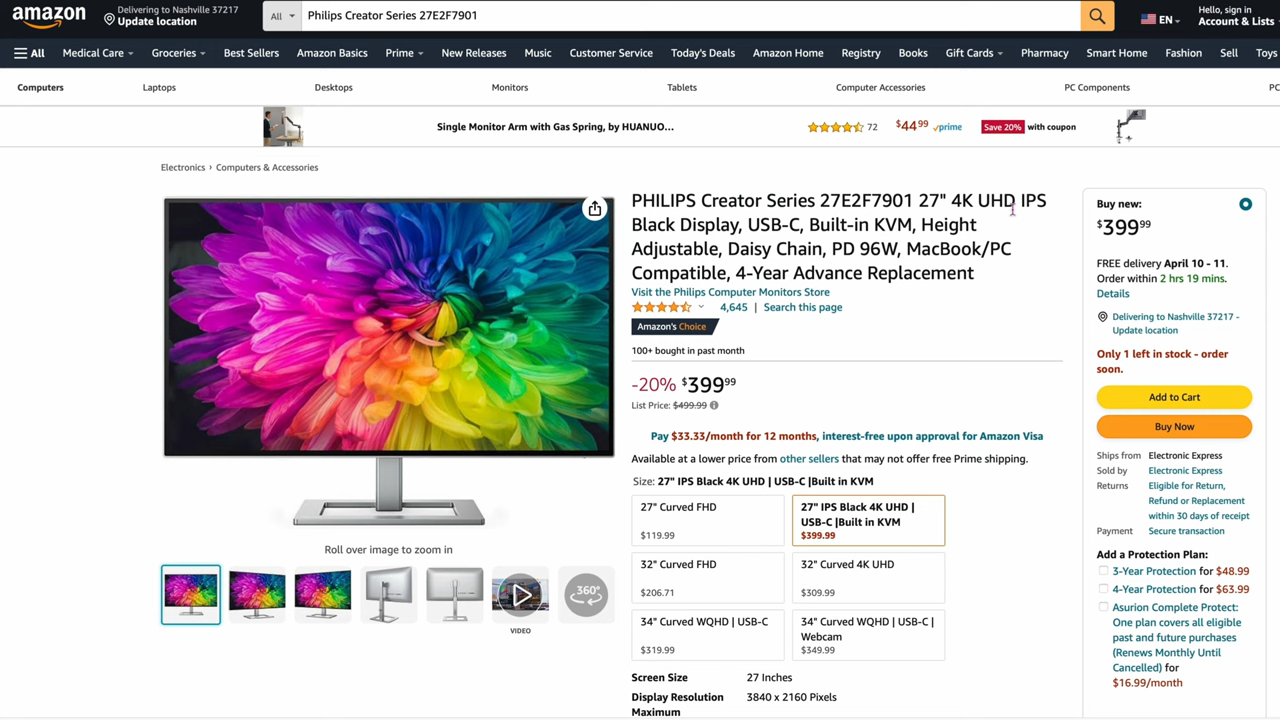 amazon
Delivering to Nashville 37217
Update location
All
Philips Creator Series 27E2F7901
EN
Hello, sign in
Account & Lists
All
Medical Care
Groceries
Best Sellers
Amazon Basics
Prime
New Releases
Music
Customer Service
Today's Deals
Amazon Home
Registry
Books
Gift Cards
Pharmacy
Smart Home
Fashion
Sell
Toys
Computers
Laptops
Desktops
Monitors
Tablets
Computer Accessories
PC Components
PC
Single Monitor Arm with Gas Spring, by HUANUO...
72
$44.99
prime
Save 20% with coupon
Electronics › Computers & Accessories
PHILIPS Creator Series 27E2F7901 27" 4K UHD IPS
Black Display, USB-C, Built-in KVM, Height
Adjustable, Daisy Chain, PD 96W, MacBook/PC
Compatible, 4-Year Advance Replacement
Visit the Philips Computer Monitors Store
4,645 | Search this page
Amazon's Choice
100+ bought in past month
-20% $399.99
List Price: $499.99
Pay $33.33/month for 12 months, interest-free upon approval for Amazon Visa
Available at a lower price from other sellers that may not offer free Prime shipping.
Size: 27" IPS Black 4K UHD | USB-C |Built in KVM
27" Curved FHD
$119.99
27" IPS Black 4K UHD |
USB-C |Built in KVM
$399.99
32" Curved FHD
$206.71
32" Curved 4K UHD
$309.99
34" Curved WQHD | USB-C
$319.99
34" Curved WQHD | USB-C |
Webcam
$349.99
Screen Size 27 Inches
Display Resolution 3840 x 2160 Pixels
Maximum
Roll over image to zoom in
360°
VIDEO
Buy new:
$399.99
FREE delivery April 10 - 11.
Order within 2 hrs 19 mins.
Details
Delivering to Nashville 37217 -
Update location
Only 1 left in stock - order
soon.
Add to Cart
Buy Now
Ships from Electronic Express
Sold by Electronic Express
Returns Eligible for Return,
Refund or Replacement
within 30 days of receipt
Payment Secure transaction
Add a Protection Plan:
3-Year Protection for $48.99
4-Year Protection for $63.99
Asurion Complete Protect:
One plan covers all eligible
past and future purchases
(Renews Monthly Until
Cancelled) for
$16.99/month